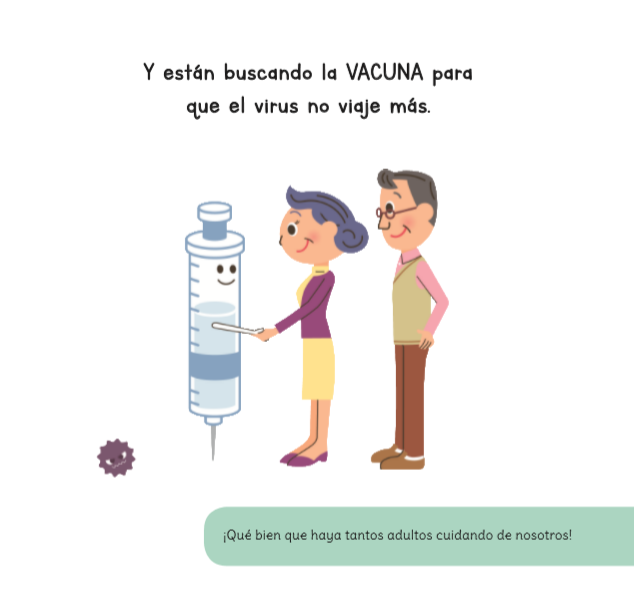 Y están buscando la VACUNA para
que el virus no viaje más.
¡Qué bien que haya tantos adultos cuidando de nosotros!